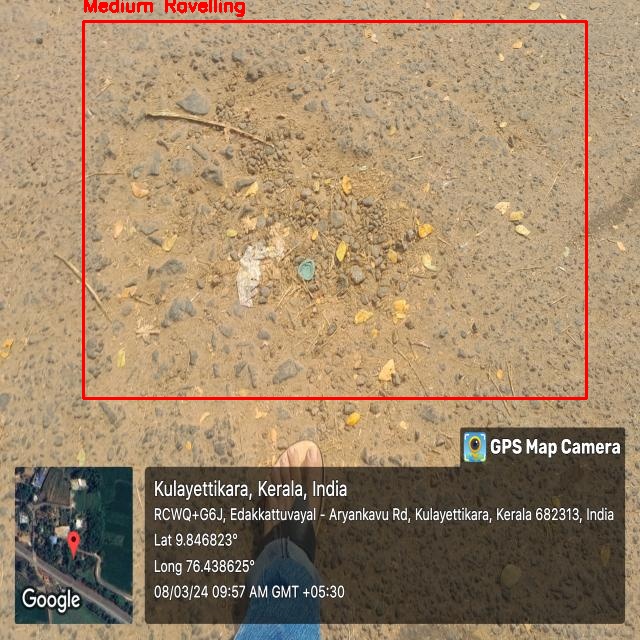 Medium Ravelling
GPS Map Camera
Kulayettikara, Kerala, India
RCWQ+G6J, Edakkattuvayal - Aryankavu Rd, Kulayettikara, Kerala 682313, India
Lat 9.846823°
Long 76.438625°
08/03/24 09:57 AM GMT +05:30
Google